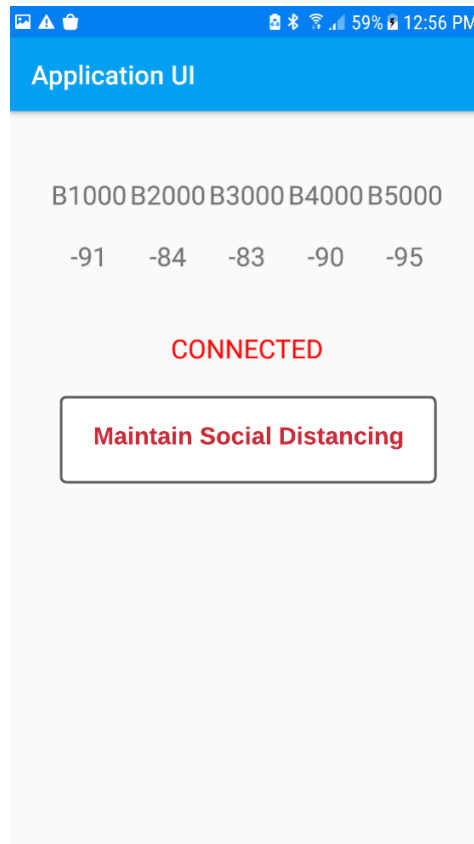 59% 12:56 PM
Application UI
B1000 B2000 B3000 B4000 B5000
-91 -84 -83 -90 -95
CONNECTED
Maintain Social Distancing